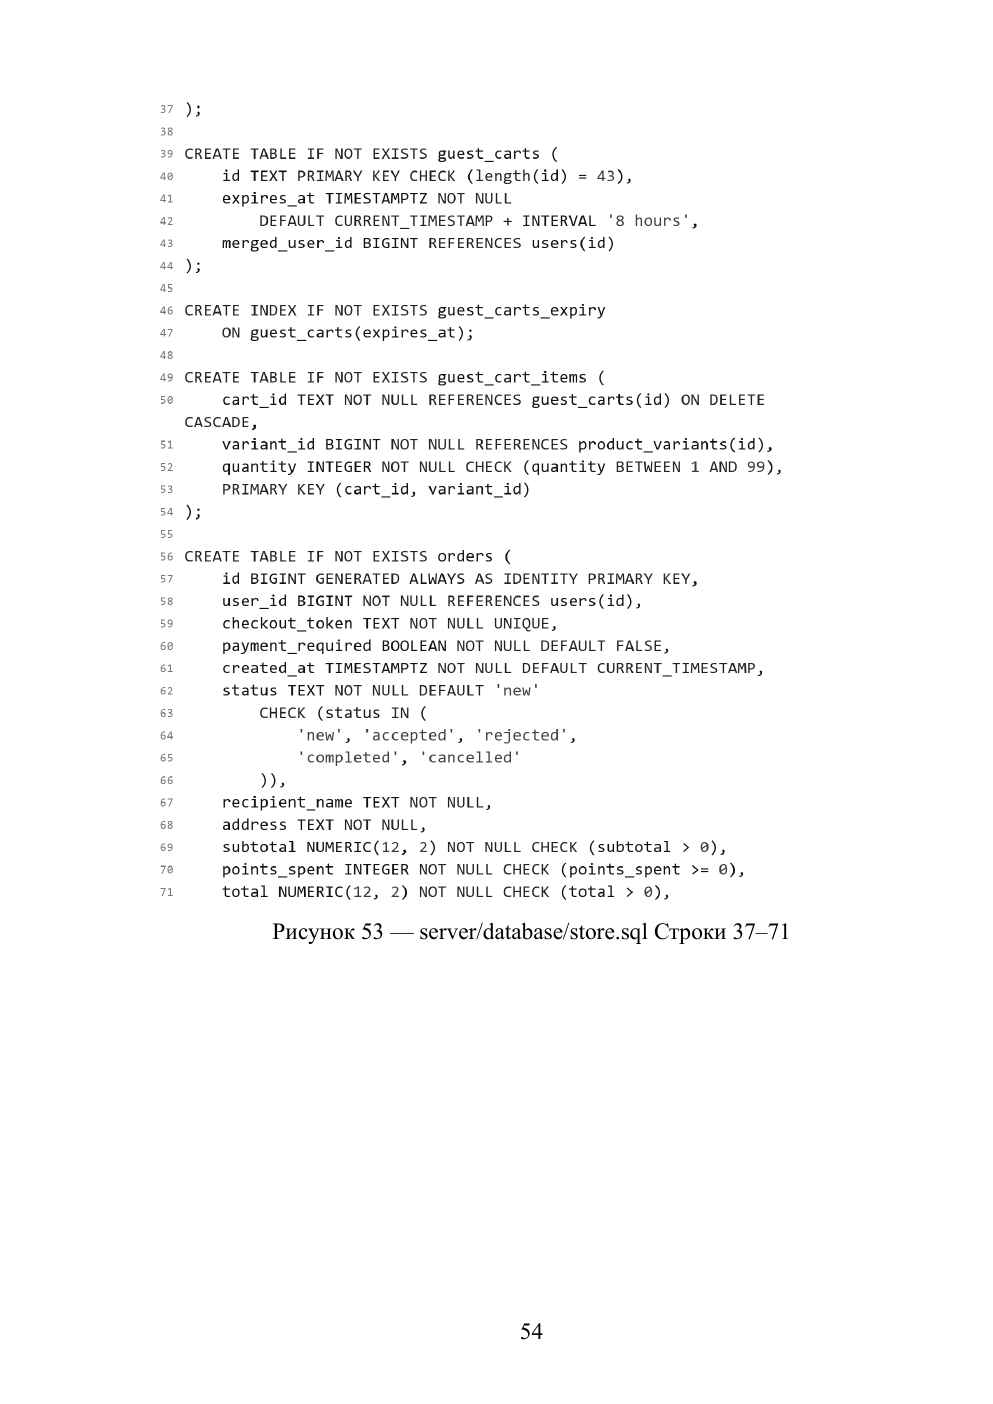 37 );
38
39 CREATE TABLE IF NOT EXISTS guest_carts (
40     id TEXT PRIMARY KEY CHECK (length(id) = 43),
41     expires_at TIMESTAMPTZ NOT NULL
42         DEFAULT CURRENT_TIMESTAMP + INTERVAL '8 hours',
43     merged_user_id BIGINT REFERENCES users(id)
44 );
45
46 CREATE INDEX IF NOT EXISTS guest_carts_expiry
47     ON guest_carts(expires_at);
48
49 CREATE TABLE IF NOT EXISTS guest_cart_items (
50     cart_id TEXT NOT NULL REFERENCES guest_carts(id) ON DELETE
CASCADE,
51     variant_id BIGINT NOT NULL REFERENCES product_variants(id),
52     quantity INTEGER NOT NULL CHECK (quantity BETWEEN 1 AND 99),
53     PRIMARY KEY (cart_id, variant_id)
54 );
55
56 CREATE TABLE IF NOT EXISTS orders (
57     id BIGINT GENERATED ALWAYS AS IDENTITY PRIMARY KEY,
58     user_id BIGINT NOT NULL REFERENCES users(id),
59     checkout_token TEXT NOT NULL UNIQUE,
60     payment_required BOOLEAN NOT NULL DEFAULT FALSE,
61     created_at TIMESTAMPTZ NOT NULL DEFAULT CURRENT_TIMESTAMP,
62     status TEXT NOT NULL DEFAULT 'new'
63         CHECK (status IN (
64             'new', 'accepted', 'rejected',
65             'completed', 'cancelled'
66         )),
67     recipient_name TEXT NOT NULL,
68     address TEXT NOT NULL,
69     subtotal NUMERIC(12, 2) NOT NULL CHECK (subtotal > 0),
70     points_spent INTEGER NOT NULL CHECK (points_spent >= 0),
71     total NUMERIC(12, 2) NOT NULL CHECK (total > 0),
Рисунок 53 — server/database/store.sql Строки 37–71
54